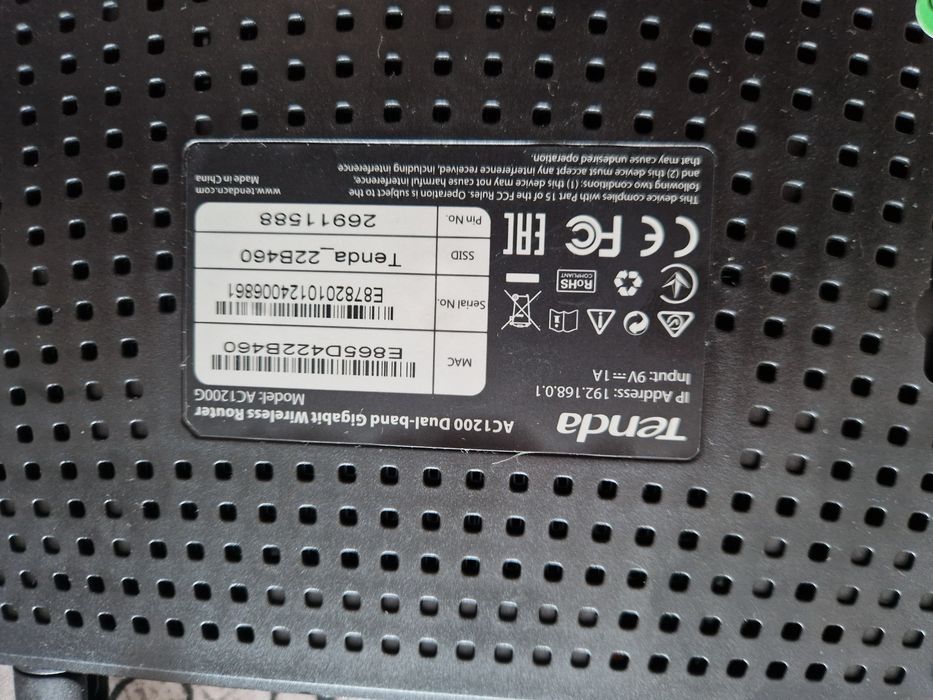 Tenda
AC1200 Dual-band Gigabit Wireless Router
Model: AC1200G
IP Address: 192.168.0.1
Input: 9V⎓1A
MAC
E865D422B460
Serial No.
E8782010124006861
SSID
Tenda_22B460
Pin No.
26911588
RoHS
COMPLIANT
CE FC EAC
This device complies with Part 15 of the FCC Rules. Operation is subject to the
following two conditions: (1) this device may not cause harmful interference,
and (2) this device must accept any interference received, including interference
that may cause undesired operation.
www.tendacn.com
Made in China